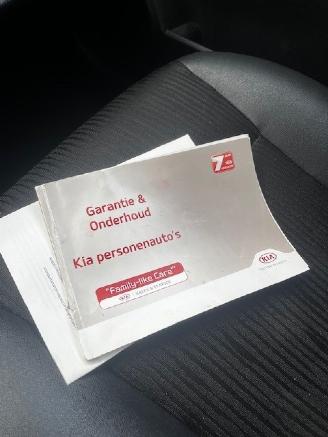 7
Garantie &
Onderhoud
Kia personenauto's
"Family-like Care"
KIA